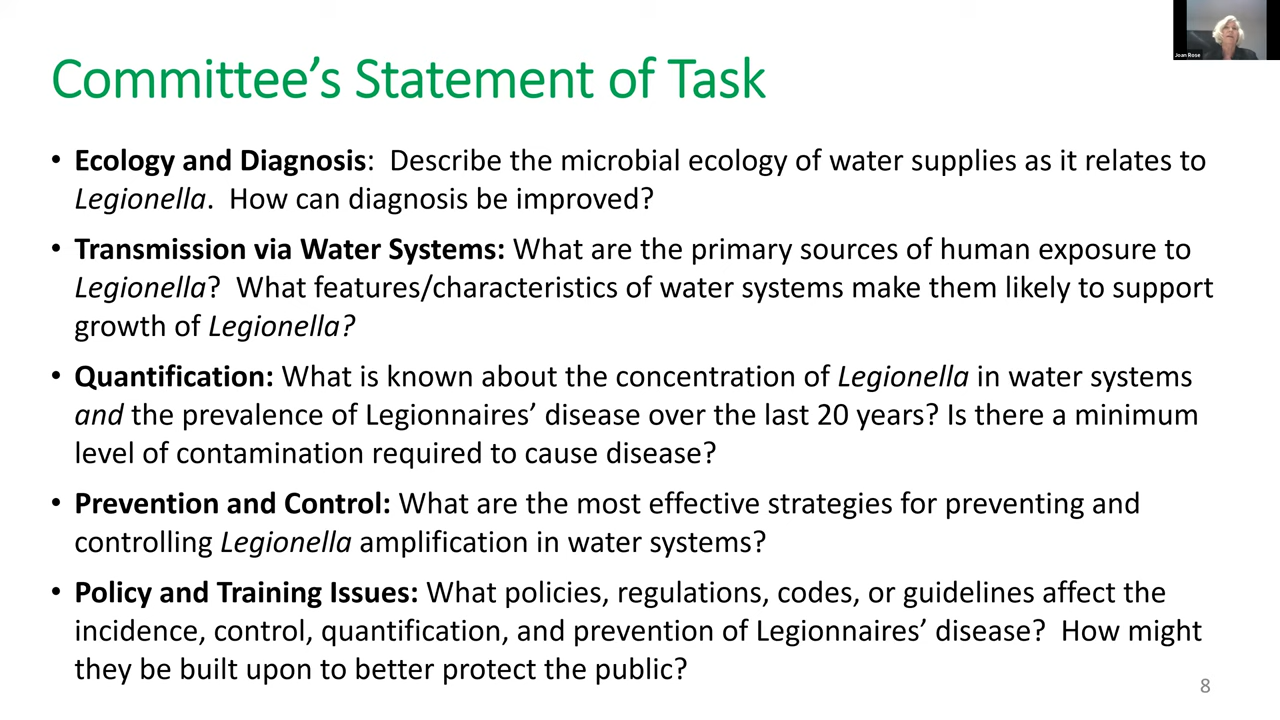 Joan Rose
Committee’s Statement of Task
• Ecology and Diagnosis:  Describe the microbial ecology of water supplies as it relates to
Legionella.  How can diagnosis be improved?
• Transmission via Water Systems: What are the primary sources of human exposure to
Legionella?  What features/characteristics of water systems make them likely to support
growth of Legionella?
• Quantification: What is known about the concentration of Legionella in water systems
and the prevalence of Legionnaires’ disease over the last 20 years? Is there a minimum
level of contamination required to cause disease?
• Prevention and Control: What are the most effective strategies for preventing and
controlling Legionella amplification in water systems?
• Policy and Training Issues: What policies, regulations, codes, or guidelines affect the
incidence, control, quantification, and prevention of Legionnaires’ disease?  How might
they be built upon to better protect the public?
8